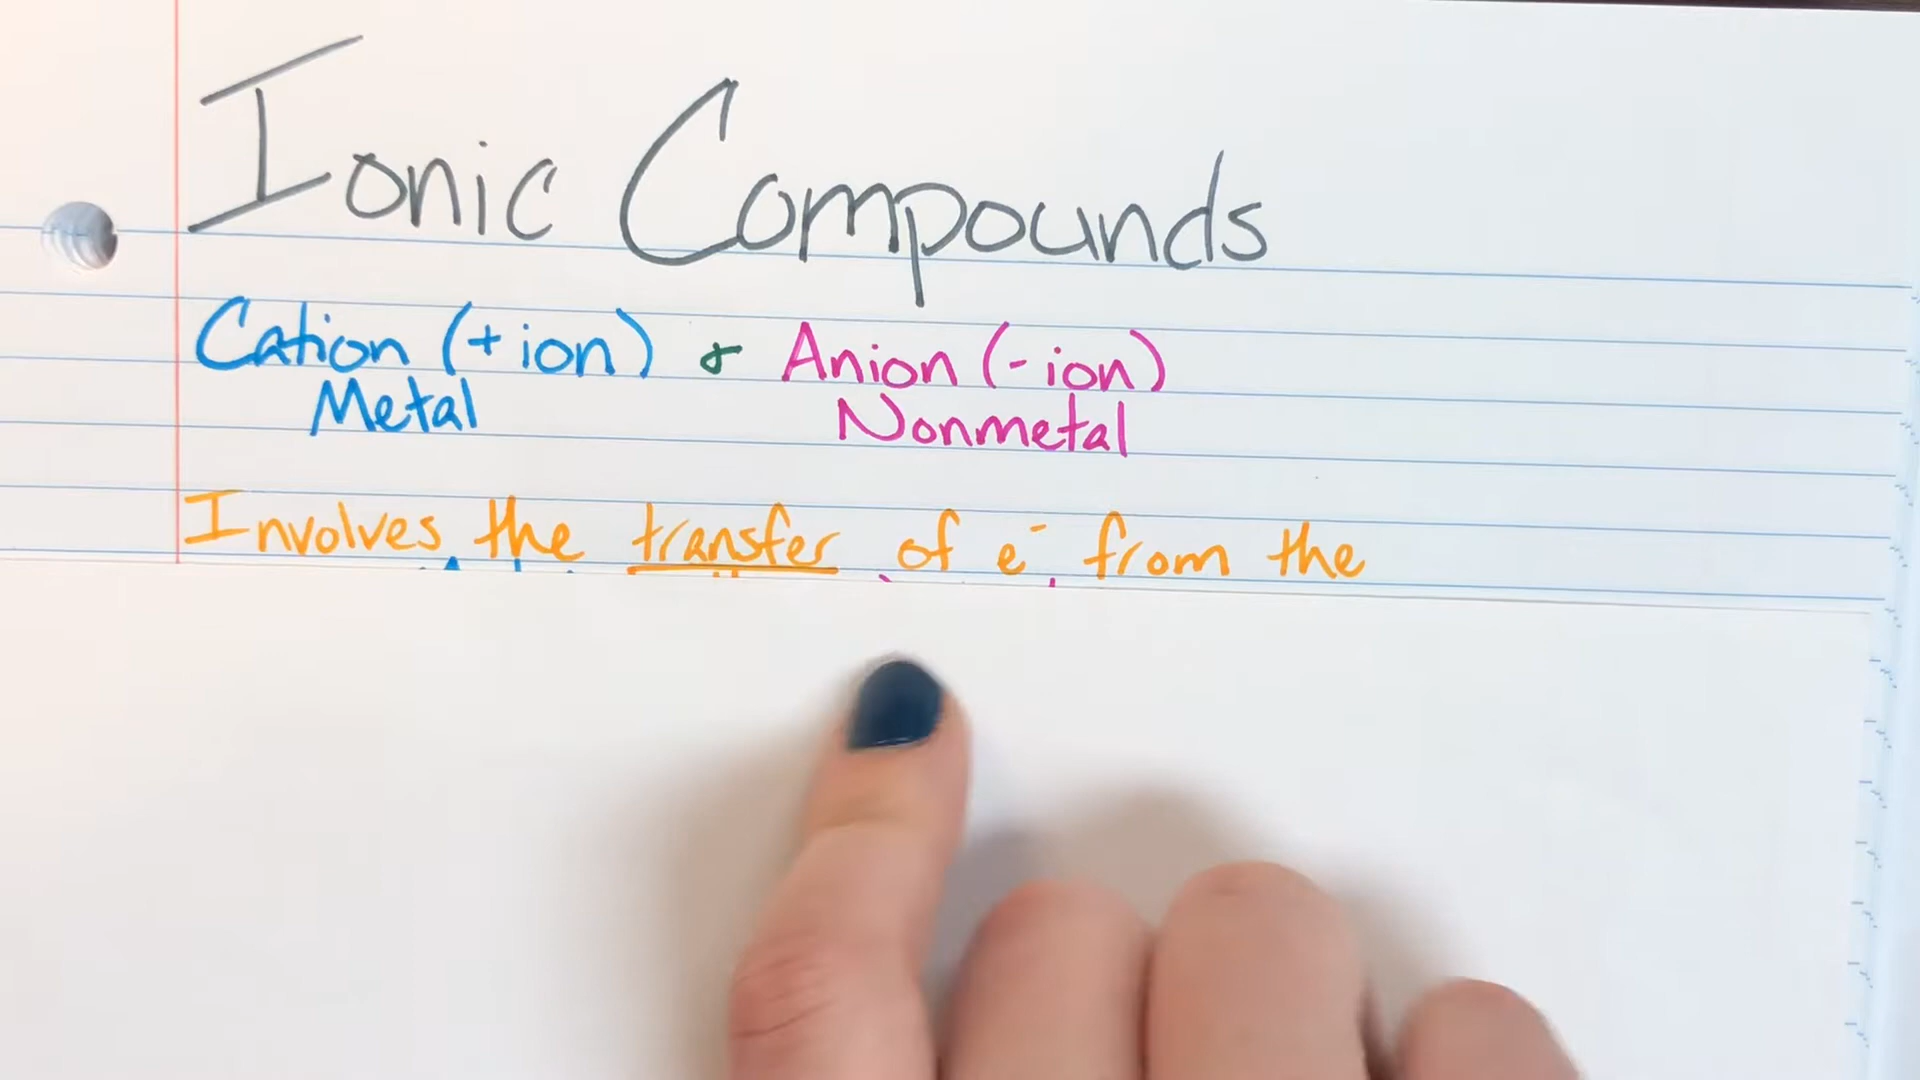 Ionic Compounds
Cation (+ ion) & Anion (- ion)
Metal Nonmetal
Involves the transfer of e⁻ from the